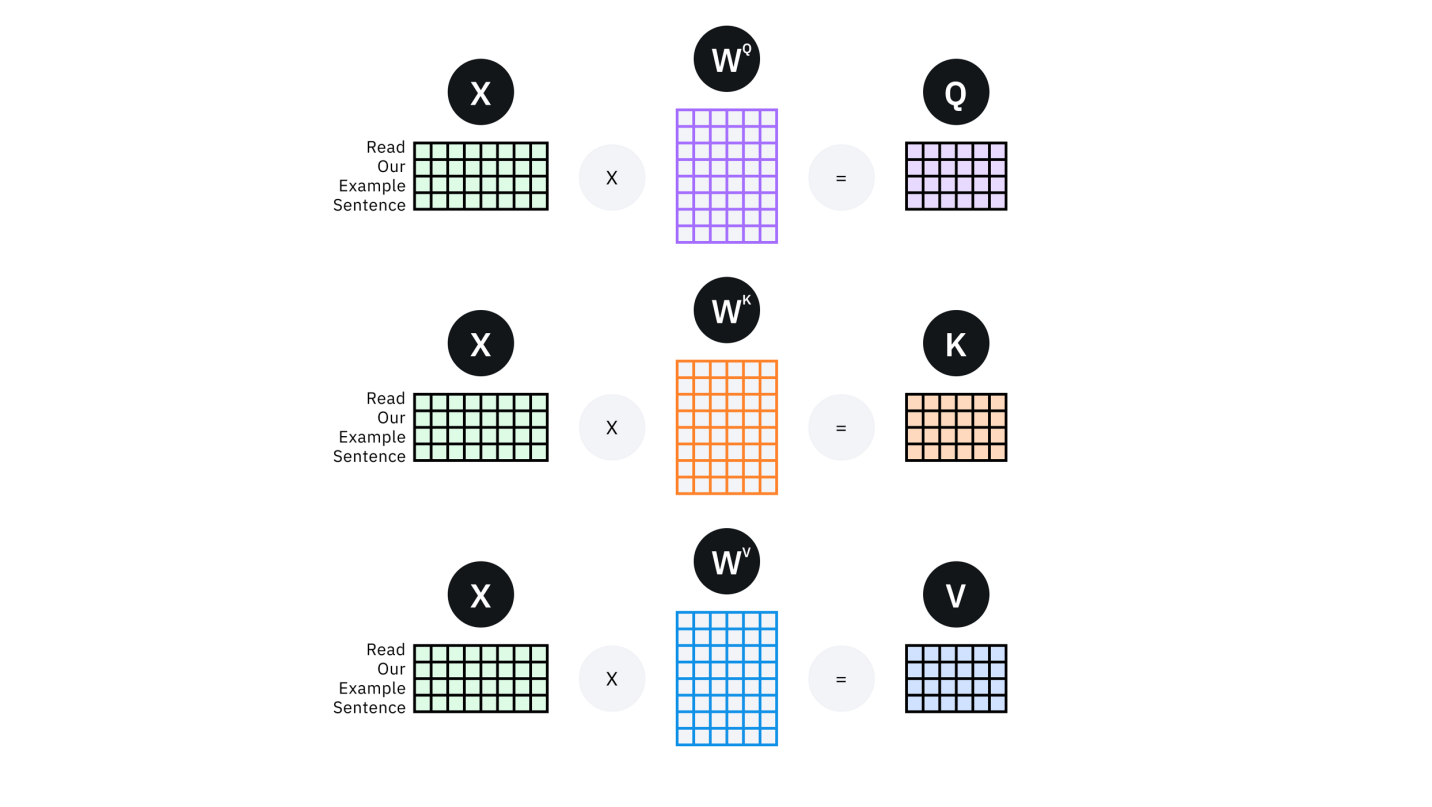 X
W^Q
Q
Read
Our
Example
Sentence
X
=
X
W^K
K
Read
Our
Example
Sentence
X
=
X
W^V
V
Read
Our
Example
Sentence
X
=